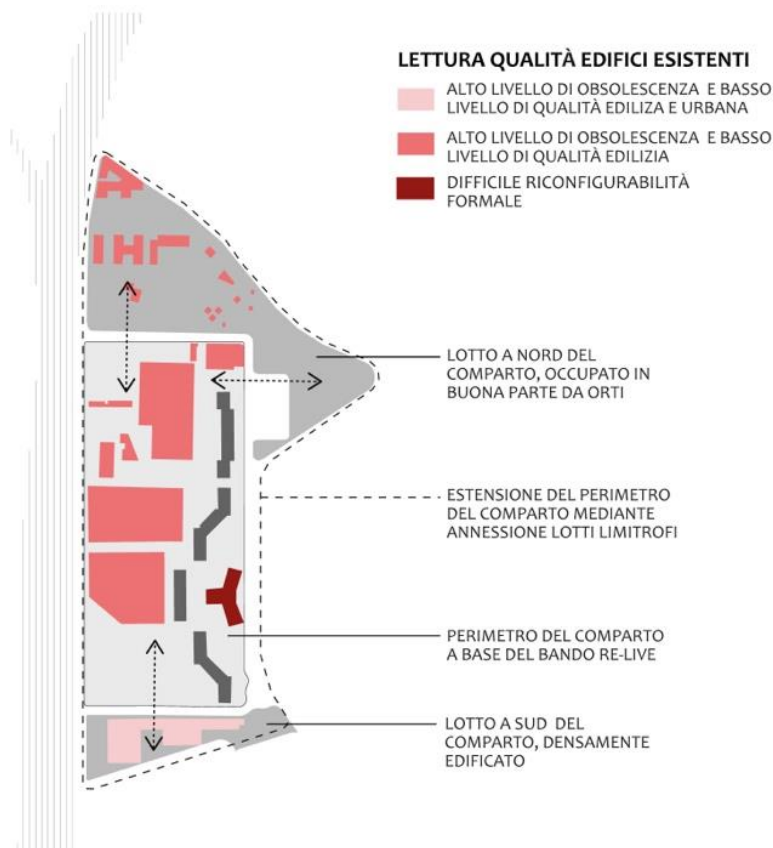 LETTURA QUALITÀ EDIFICI ESISTENTI
ALTO LIVELLO DI OBSOLESCENZA E BASSO
LIVELLO DI QUALITÀ EDILIZA E URBANA
ALTO LIVELLO DI OBSOLESCENZA E BASSO
LIVELLO DI QUALITÀ EDILIZIA
DIFFICILE RICONFIGURABILITÀ
FORMALE
LOTTO A NORD DEL
COMPARTO, OCCUPATO IN
BUONA PARTE DA ORTI
ESTENSIONE DEL PERIMETRO
DEL COMPARTO MEDIANTE
ANNESSIONE LOTTI LIMITROFI
PERIMETRO DEL COMPARTO
A BASE DEL BANDO RE-LIVE
LOTTO A SUD DEL
COMPARTO, DENSAMENTE
EDIFICATO